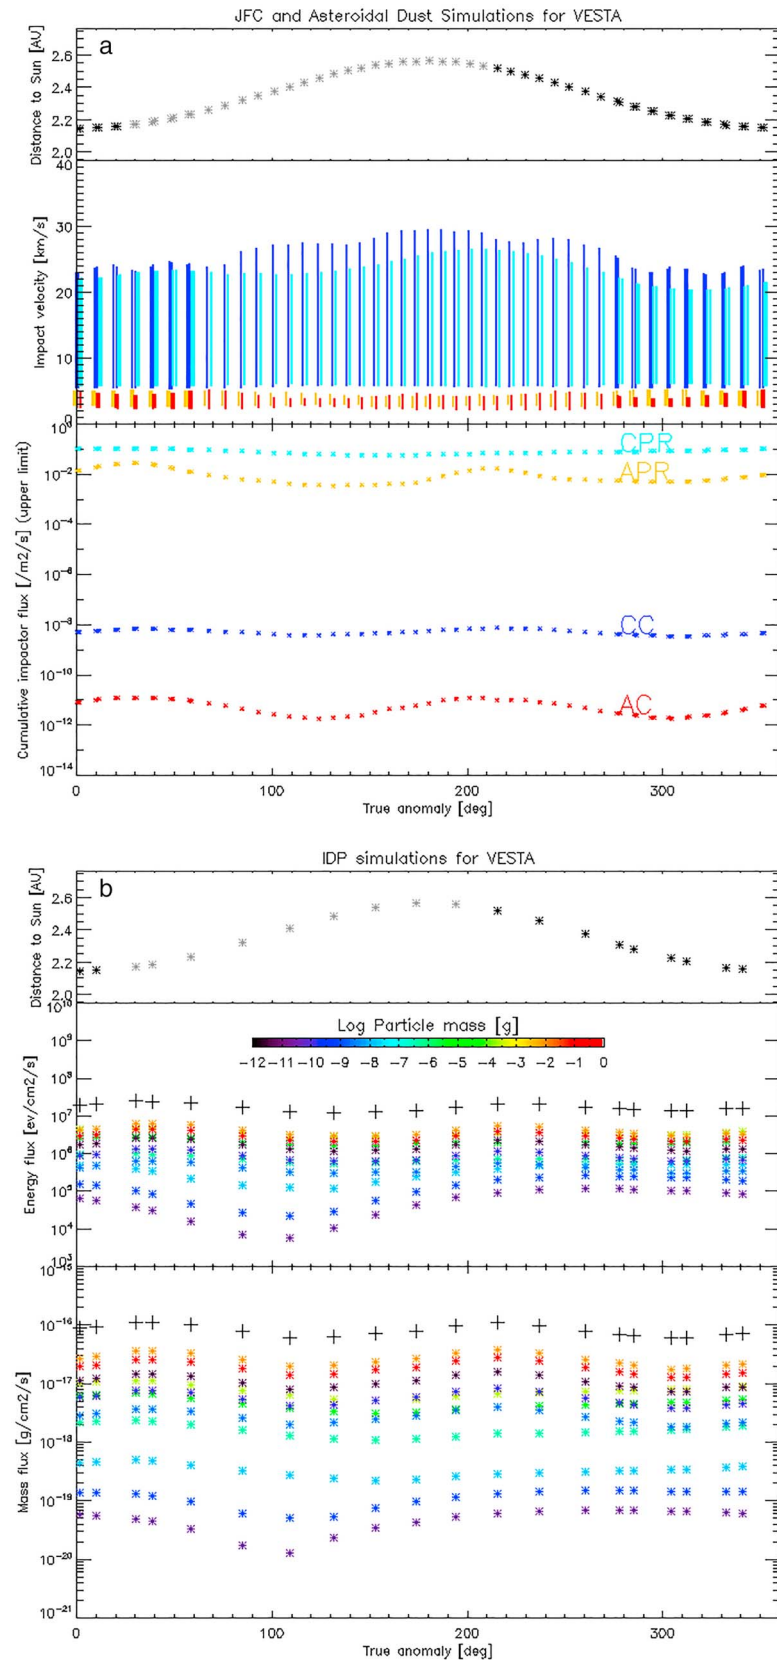 JFC and Asteroidal Dust Simulations for VESTA
a
Distance to Sun [AU]
2.6
2.4
2.2
2.0
Impact velocity [km/s]
40
30
20
10
0
Cumulative impactor flux [/m2/s] (upper limit)
10^0
10^-2
10^-4
10^-6
10^-8
10^-10
10^-12
10^-14
CPR
APR
CC
AC
0 100 200 300
True anomaly [deg]
IDP simulations for VESTA
b
Distance to Sun [AU]
2.6
2.4
2.2
2.0
Log Particle mass [g]
-12 -11 -10 -9 -8 -7 -6 -5 -4 -3 -2 -1 0
Energy flux [ev/cm2/s]
10^10
10^9
10^8
10^7
10^6
10^5
10^4
10^3
Mass flux [g/cm2/s]
10^-15
10^-16
10^-17
10^-18
10^-19
10^-20
10^-21
0 100 200 300
True anomaly [deg]